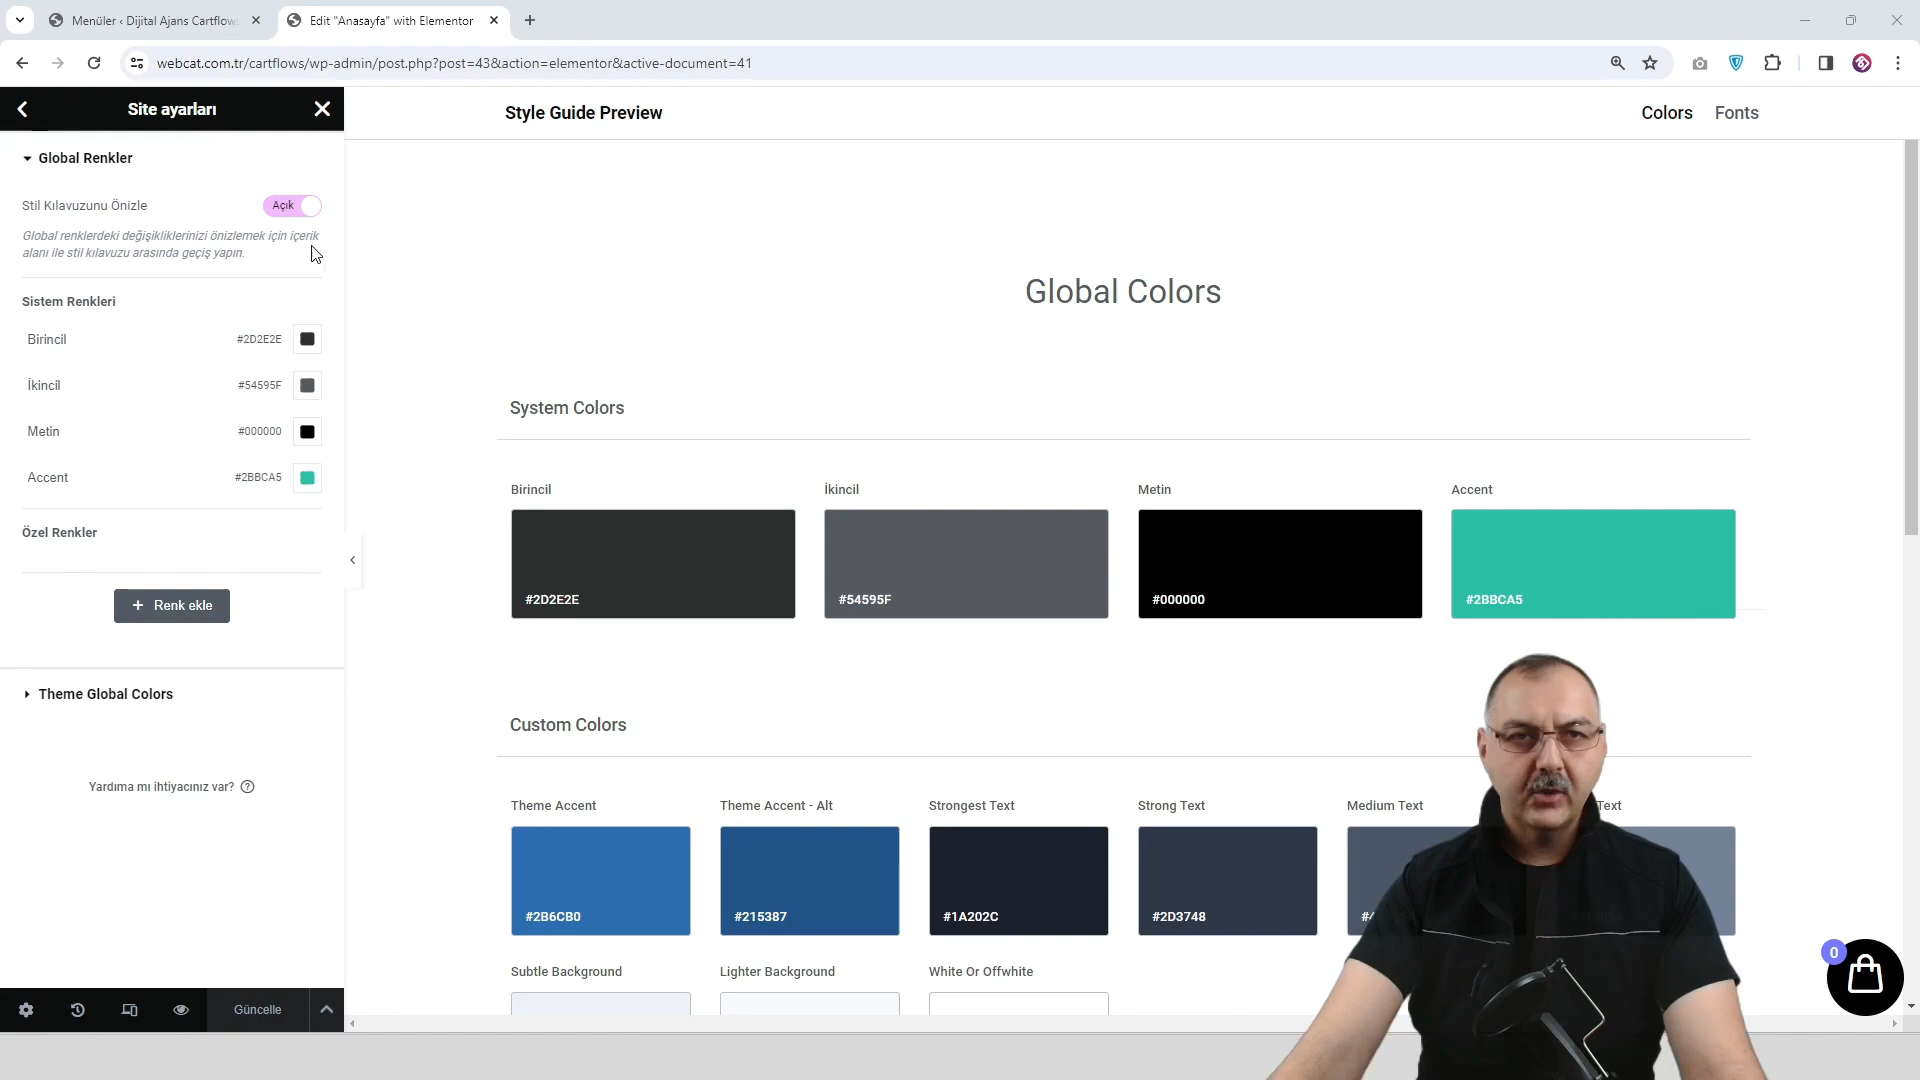 Menüler ‹ Dijital Ajans Cartflow
Edit "Anasayfa" with Elementor
webcat.com.tr/cartflows/wp-admin/post.php?post=43&action=elementor&active-document=41
Site ayarları
Style Guide Preview
Colors
Fonts
Global Renkler
Stil Kılavuzunu Önizle
Açık
Global renklerdeki değişikliklerinizi önizlemek için içerik
alanı ile stil kılavuzu arasında geçiş yapın.
Sistem Renkleri
Birincil
#2D2E2E
İkincil
#54595F
Metin
#000000
Accent
#2BBCA5
Özel Renkler
+ Renk ekle
Theme Global Colors
Yardıma mı ihtiyacınız var? ?
Güncelle
Global Colors
System Colors
Birincil
İkincil
Metin
Accent
#2D2E2E
#54595F
#000000
#2BBCA5
Custom Colors
Theme Accent
Theme Accent - Alt
Strongest Text
Strong Text
Medium Text
Text
#2B6CB0
#215387
#1A202C
#2D3748
Subtle Background
Lighter Background
White Or Offwhite
0